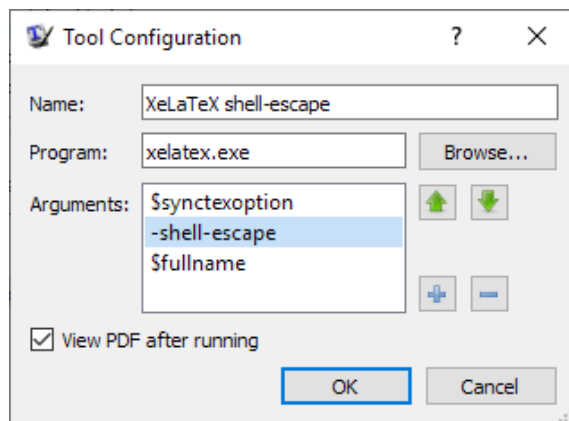 Tool Configuration ?
Name: XeLaTeX shell-escape
Program: xelatex.exe Browse...
Arguments: $synctexoption
-shell-escape
$fullname
View PDF after running
OK Cancel